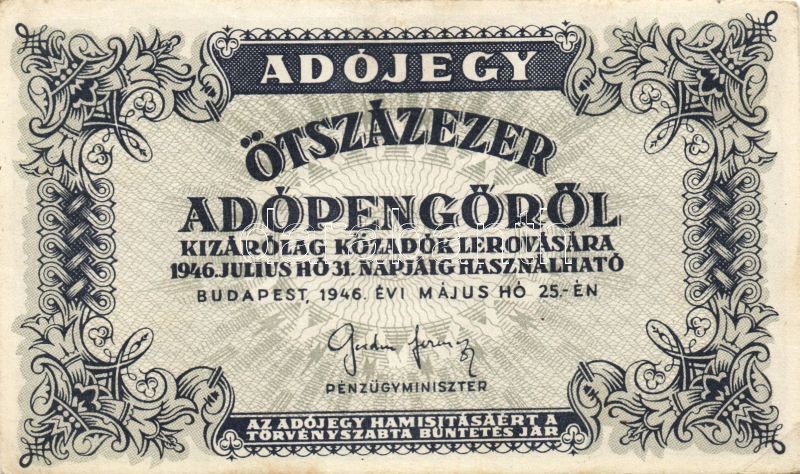 ADÓJEGY
ÖTSZÁZEZER
ADÓPENGŐRŐL
KIZÁRÓLAG KÖZADÓK LEROVÁSÁRA
1946. JULIUS HÓ 31. NAPJÁIG HASZNÁLHATÓ
BUDAPEST, 1946. ÉVI MÁJUS HÓ 25.-ÉN
PÉNZÜGYMINISZTER
AZ ADÓJEGY HAMISITÁSÁÉRT A
TÖRVÉNYSZABTA BÜNTETÉS JÁR